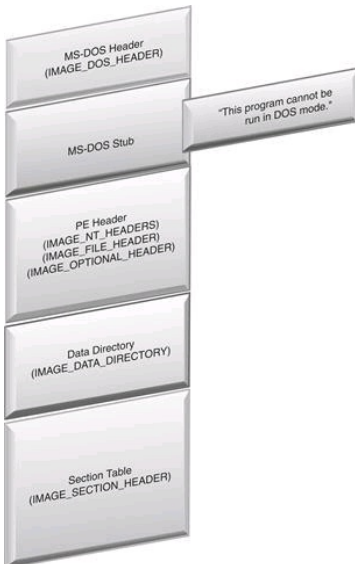 MS-DOS Header
(IMAGE_DOS_HEADER)
MS-DOS Stub
"This program cannot be
run in DOS mode."
PE Header
(IMAGE_NT_HEADERS)
(IMAGE_FILE_HEADER)
(IMAGE_OPTIONAL_HEADER)
Data Directory
(IMAGE_DATA_DIRECTORY)
Section Table
(IMAGE_SECTION_HEADER)